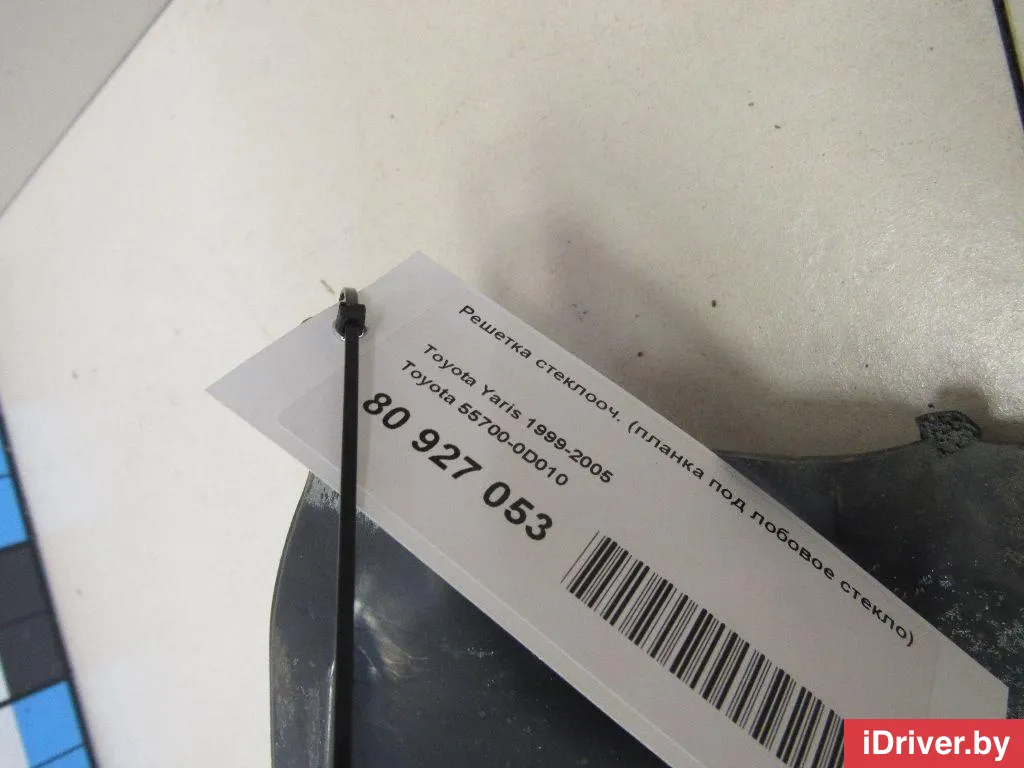 Решетка стеклооч. (планка под лобовое стекло)
Toyota Yaris 1999-2005
Toyota 55700-0D010
80 927 053
iDriver.by